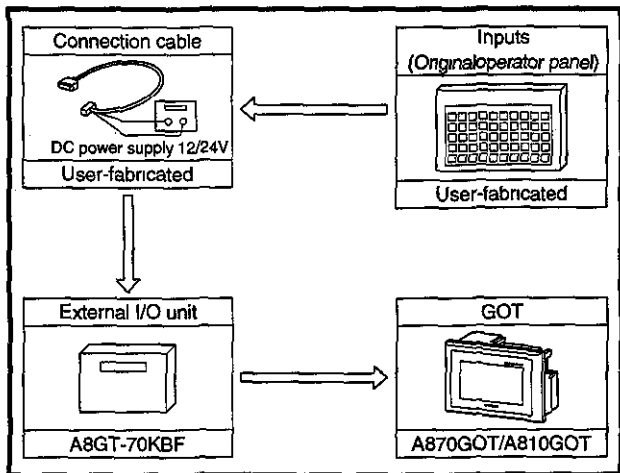 Connection cable
DC power supply 12/24V
User-fabricated
Inputs
(Originaloperator panel)
User-fabricated
External I/O unit
A8GT-70KBF
GOT
A870GOT/A810GOT